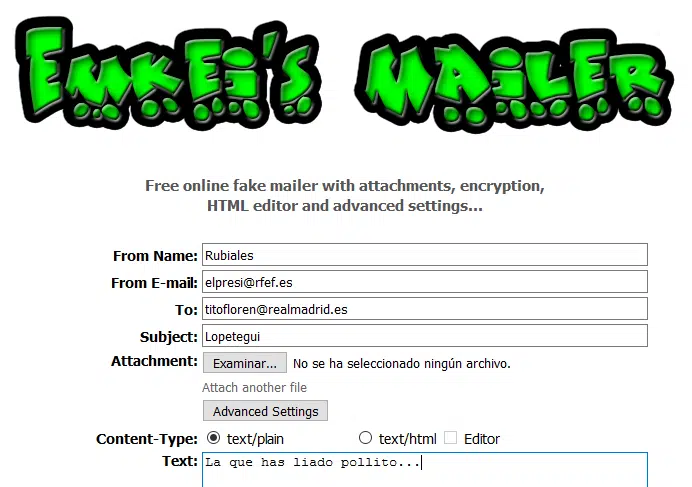 EmkEi's MAiLEr
Free online fake mailer with attachments, encryption,
HTML editor and advanced settings...
From Name: Rubiales
From E-mail: elpresi@rfef.es
To: titofloren@realmadrid.es
Subject: Lopetegui
Attachment: Examinar... No se ha seleccionado ningún archivo.
Attach another file
Advanced Settings
Content-Type: text/plain text/html Editor
Text: La que has liado pollito...